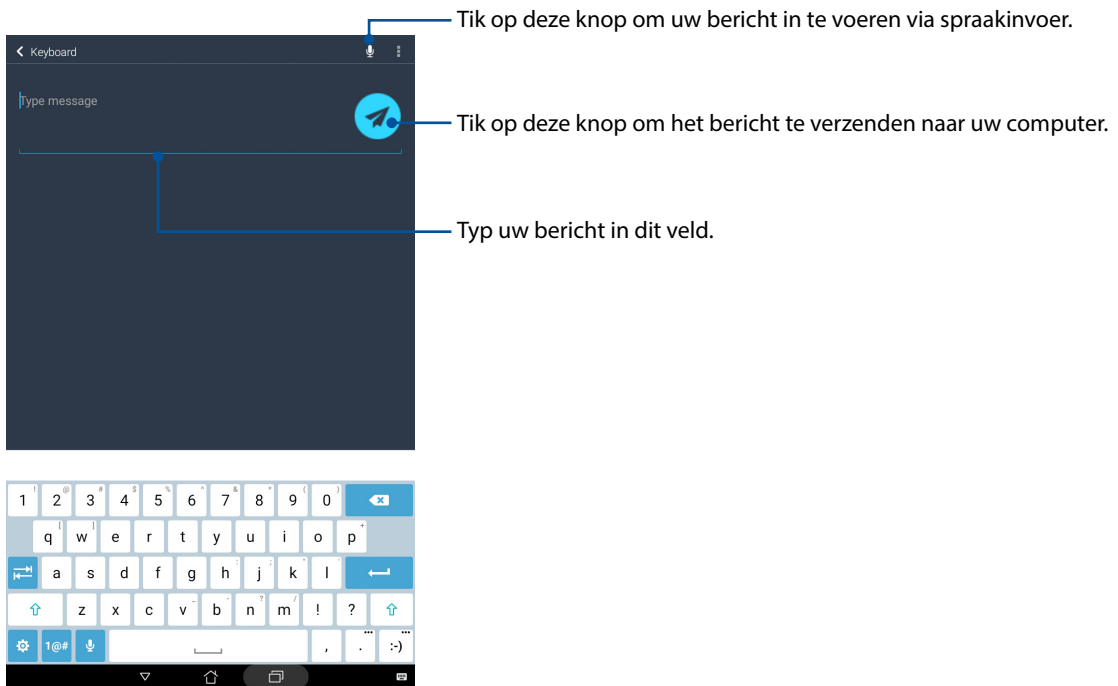 Tik op deze knop om uw bericht in te voeren via spraakinvoer.
Keyboard
Type message
Tik op deze knop om het bericht te verzenden naar uw computer.
Typ uw bericht in dit veld.
1 ! 2 @ 3 # 4 $ 5 % 6 ^ 7 & 8 * 9 ( 0 )
q [ w ] e r t y u i o p +
a s d f g h : j ; k " l '
z x c v _ b - n ? m / ! ?
1@# , . ... :-) ...